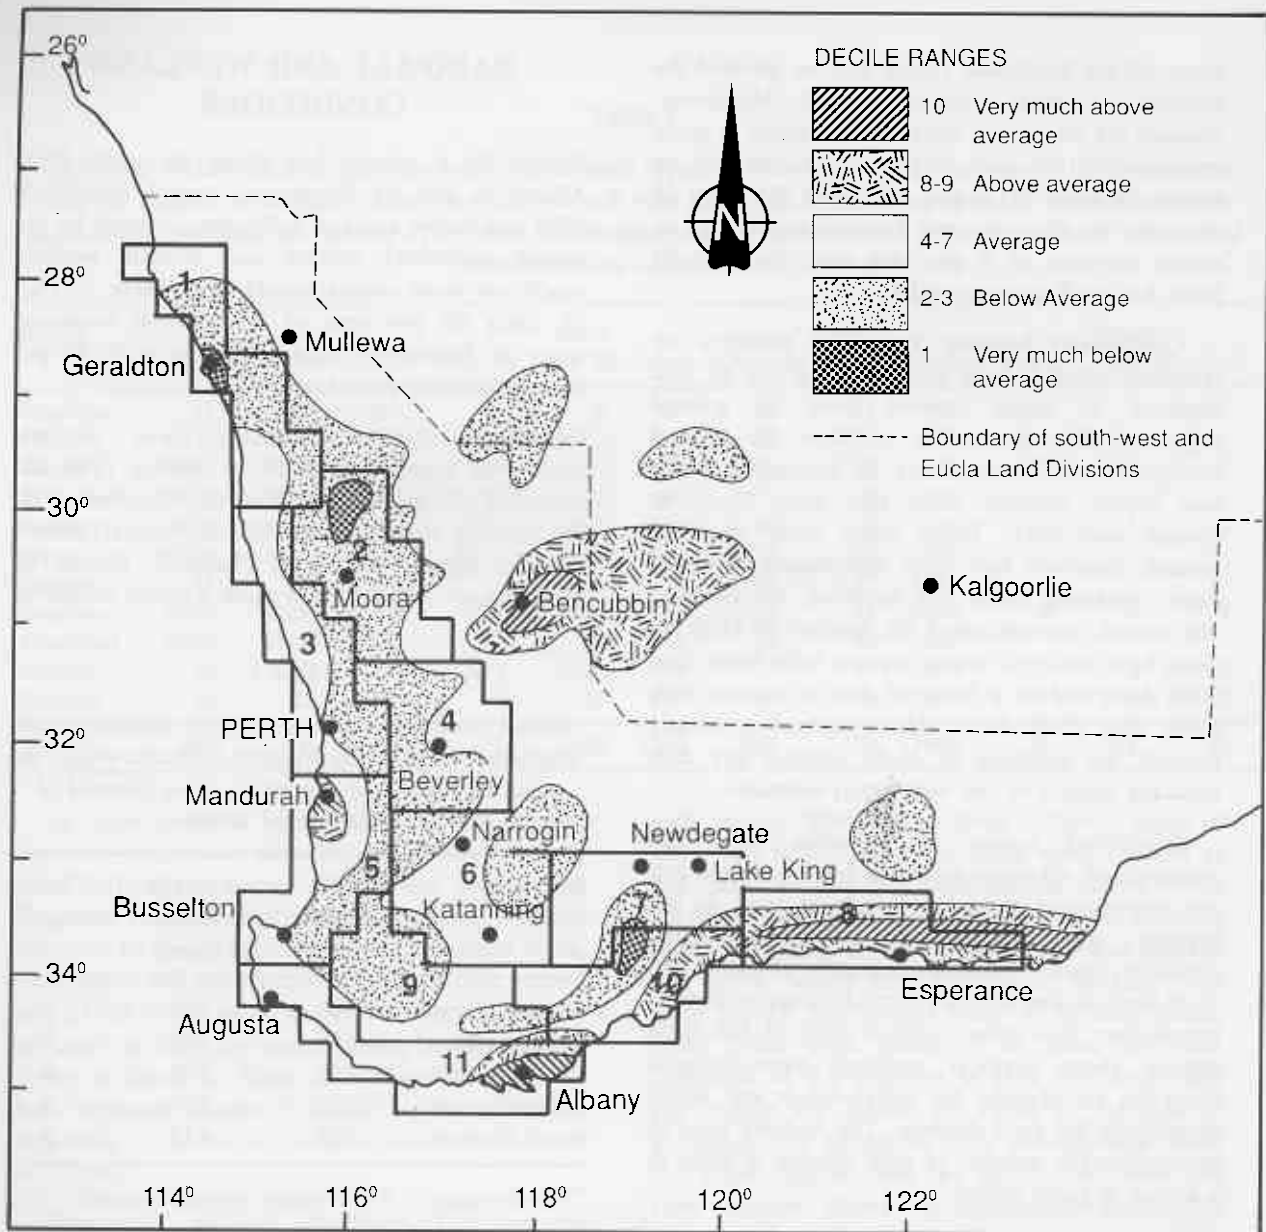 26°
DECILE RANGES
10 Very much above
average
8-9 Above average
4-7 Average
2-3 Below Average
1 Very much below
average
Boundary of south-west and
Eucla Land Divisions
N
28°
1
Mullewa
Geraldton
30°
2
Moora
Bencubbin
Kalgoorlie
3
4
PERTH
32°
Beverley
Mandurah
Narrogin
Newdegate
5
6
Lake King
Busselton
Katanning
7
8
34°
9
10
Esperance
Augusta
11
Albany
114° 116° 118° 120° 122°